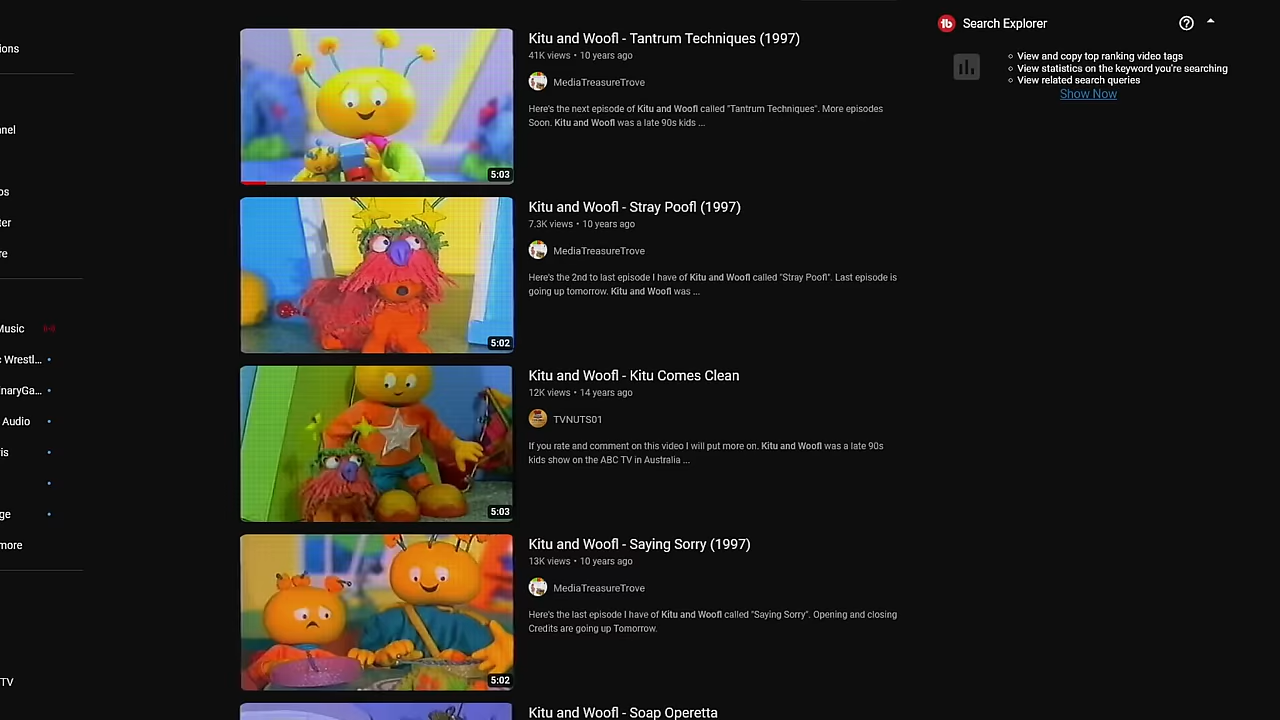 ions
nnel
os
ter
re
Music
c Wrestl...
inaryGa...
Audio
is
ge
more
TV
Kitu and Woofl - Tantrum Techniques (1997)
41K views • 10 years ago
MediaTreasureTrove
Here's the next episode of Kitu and Woofl called "Tantrum Techniques". More episodes
Soon. Kitu and Woofl was a late 90s kids ...
5:03
Kitu and Woofl - Stray Poofl (1997)
7.3K views • 10 years ago
MediaTreasureTrove
Here's the 2nd to last episode I have of Kitu and Woofl called "Stray Poofl". Last episode is
going up tomorrow. Kitu and Woofl was ...
5:02
Kitu and Woofl - Kitu Comes Clean
12K views • 14 years ago
TVNUTS01
If you rate and comment on this video I will put more on. Kitu and Woofl was a late 90s
kids show on the ABC TV in Australia ...
5:03
Kitu and Woofl - Saying Sorry (1997)
13K views • 10 years ago
MediaTreasureTrove
Here's the last episode I have of Kitu and Woofl called "Saying Sorry". Opening and closing
Credits are going up Tomorrow.
5:02
Kitu and Woofl - Soap Operetta
Search Explorer
View and copy top ranking video tags
View statistics on the keyword you're searching
View related search queries
Show Now